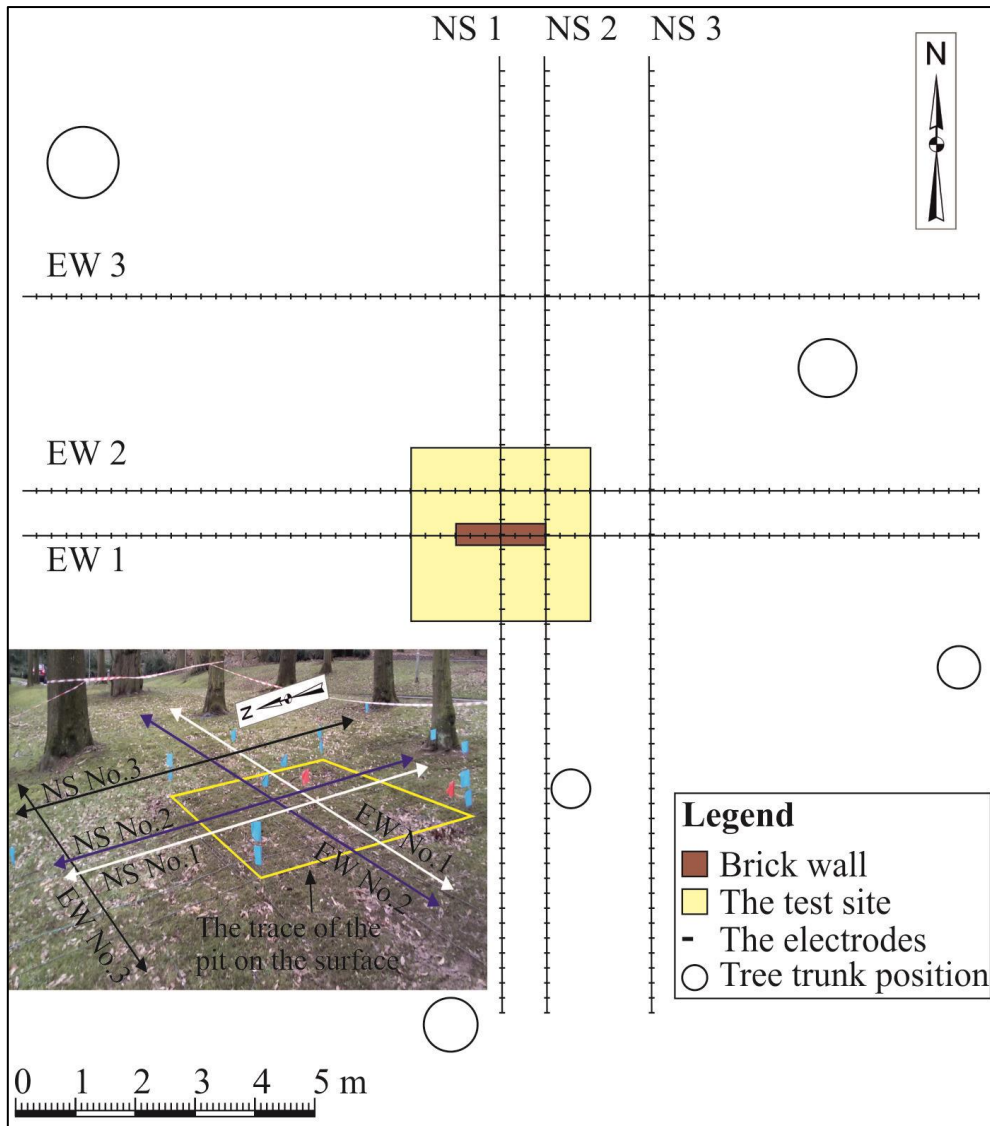 NS 1 NS 2 NS 3
N
EW 3
EW 2
EW 1
N
NS No.3
NS No.2
NS No.1
EW No.1
EW No.2
EW No.3
The trace of the
pit on the surface
Legend
Brick wall
The test site
The electrodes
Tree trunk position
0 1 2 3 4 5 m